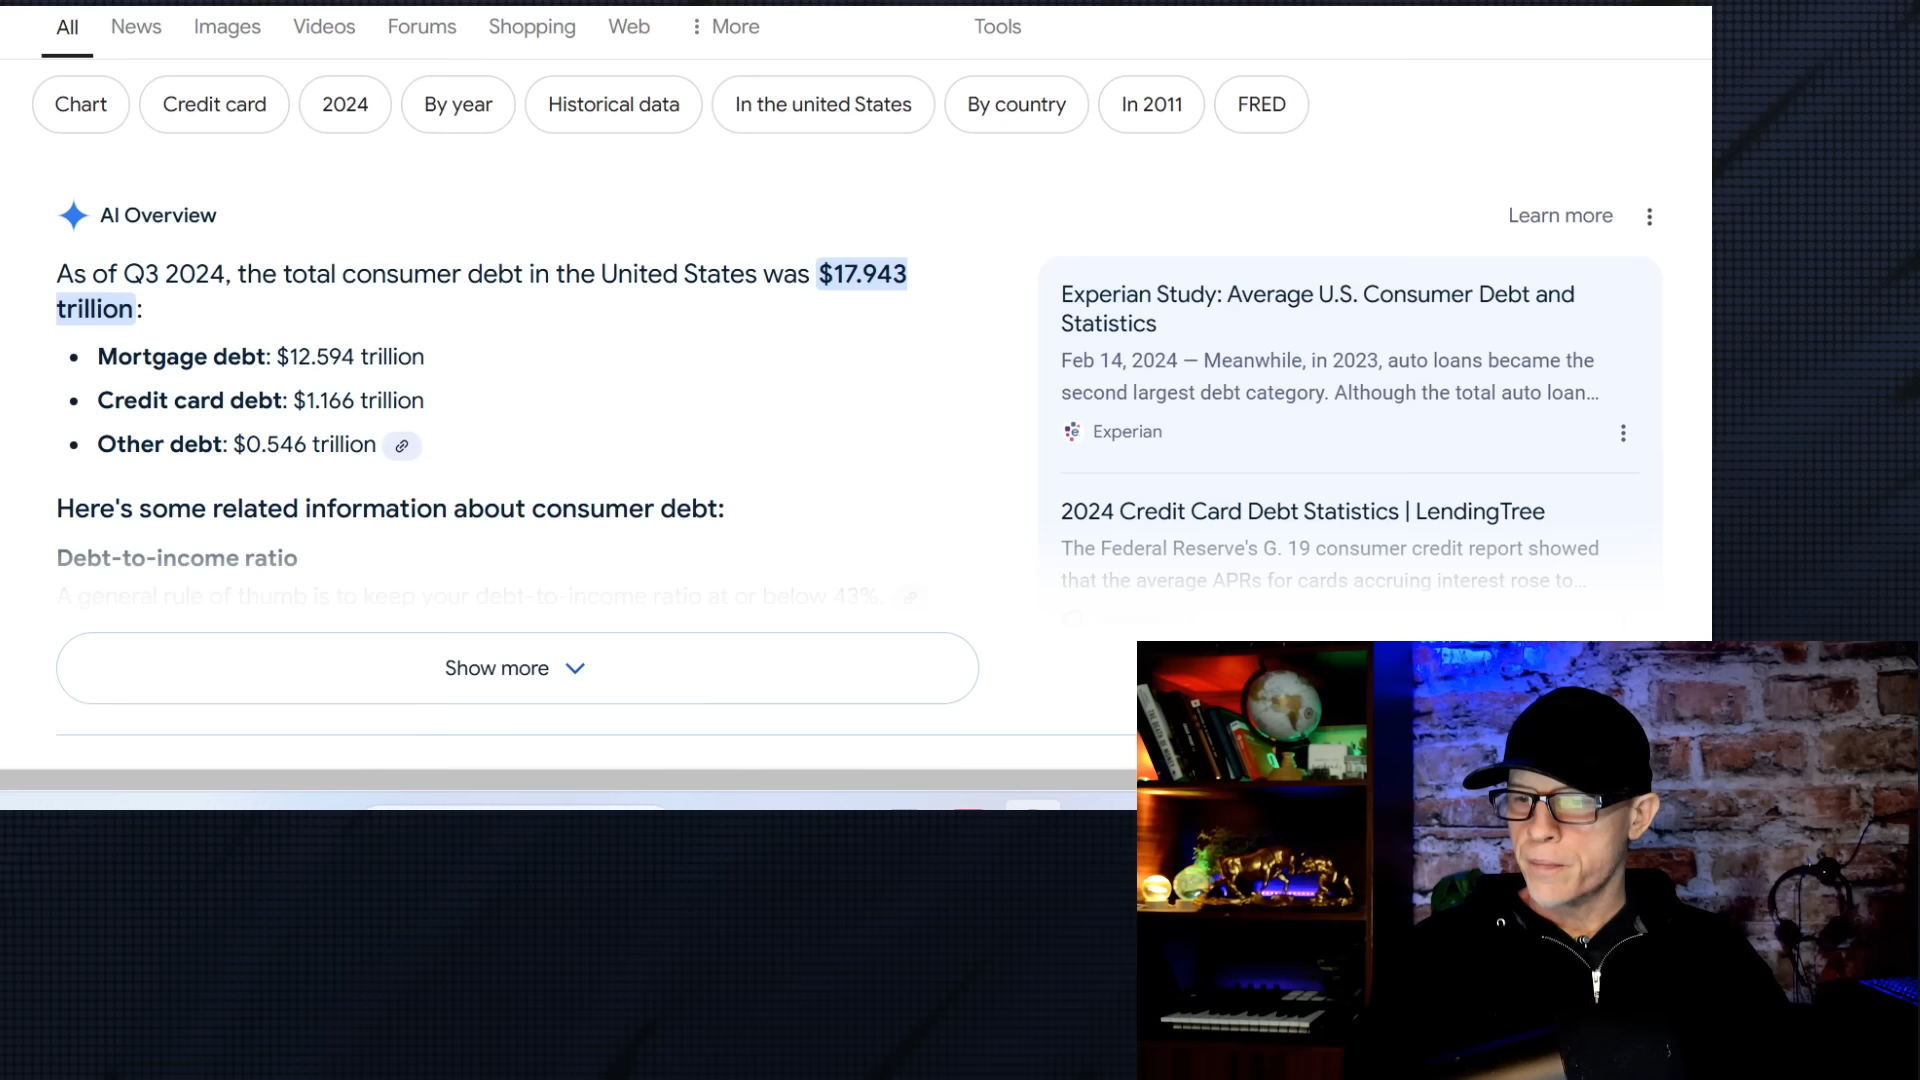 All News Images Videos Forums Shopping Web More Tools
Chart Credit card 2024 By year Historical data In the united States By country In 2011 FRED
AI Overview
Learn more
As of Q3 2024, the total consumer debt in the United States was $17.943
trillion:
• Mortgage debt: $12.594 trillion
• Credit card debt: $1.166 trillion
• Other debt: $0.546 trillion
Here's some related information about consumer debt:
Debt-to-income ratio
A general rule of thumb is to keep your debt-to-income ratio at or below 43%.
Show more
Experian Study: Average U.S. Consumer Debt and
Statistics
Feb 14, 2024 — Meanwhile, in 2023, auto loans became the
second largest debt category. Although the total auto loan...
Experian
2024 Credit Card Debt Statistics | LendingTree
The Federal Reserve's G. 19 consumer credit report showed
that the average APRs for cards accruing interest rose to...